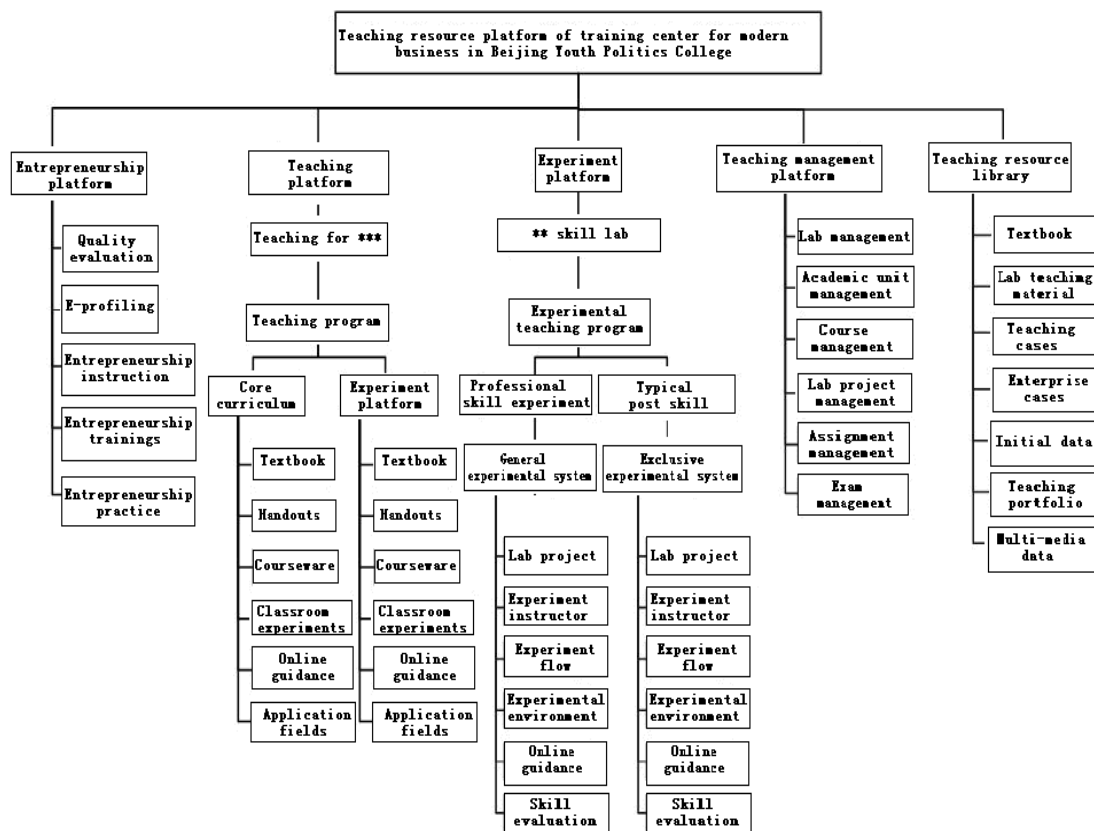 Teaching resource platform of training center for modern
business in Beijing Youth Politics College
Entrepreneurship
platform
Quality
evaluation
E-profiling
Entrepreneurship
instruction
Entrepreneurship
trainings
Entrepreneurship
practice
Teaching
platform
Teaching for ***
Teaching program
Core
curriculum
Textbook
Handouts
Courseware
Classroom
experiments
Online
guidance
Application
fields
Experiment
platform
Textbook
Handouts
Courseware
Classroom
experiments
Online
guidance
Application
fields
Experiment
platform
** skill lab
Experimental
teaching program
Professional
skill experiment
General
experimental system
Lab project
Experiment
instructor
Experiment
flow
Experimental
environment
Online
guidance
Skill
evaluation
Typical
post skill
Exclusive
experimental system
Lab project
Experiment
instructor
Experiment
flow
Experimental
environment
Online
guidance
Skill
evaluation
Teaching management
platform
Lab management
Academic unit
management
Course
management
Lab project
management
Assignment
management
Exam
management
Teaching resource
library
Textbook
Lab teaching
material
Teaching
cases
Enterprise
cases
Initial data
Teaching
portfolio
Multi-media
data